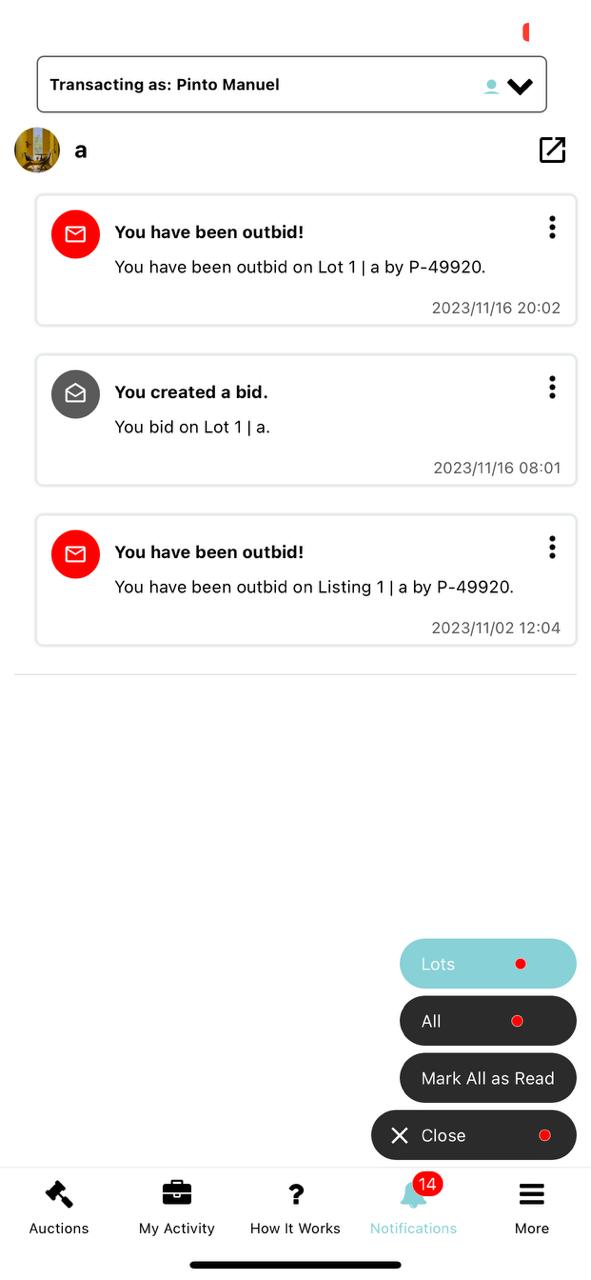 Transacting as: Pinto Manuel
a
You have been outbid!
You have been outbid on Lot 1 | a by P-49920.
2023/11/16 20:02
You created a bid.
You bid on Lot 1 | a.
2023/11/16 08:01
You have been outbid!
You have been outbid on Listing 1 | a by P-49920.
2023/11/02 12:04
Lots
All
Mark All as Read
Close
14
Auctions
My Activity
How It Works
Notifications
More